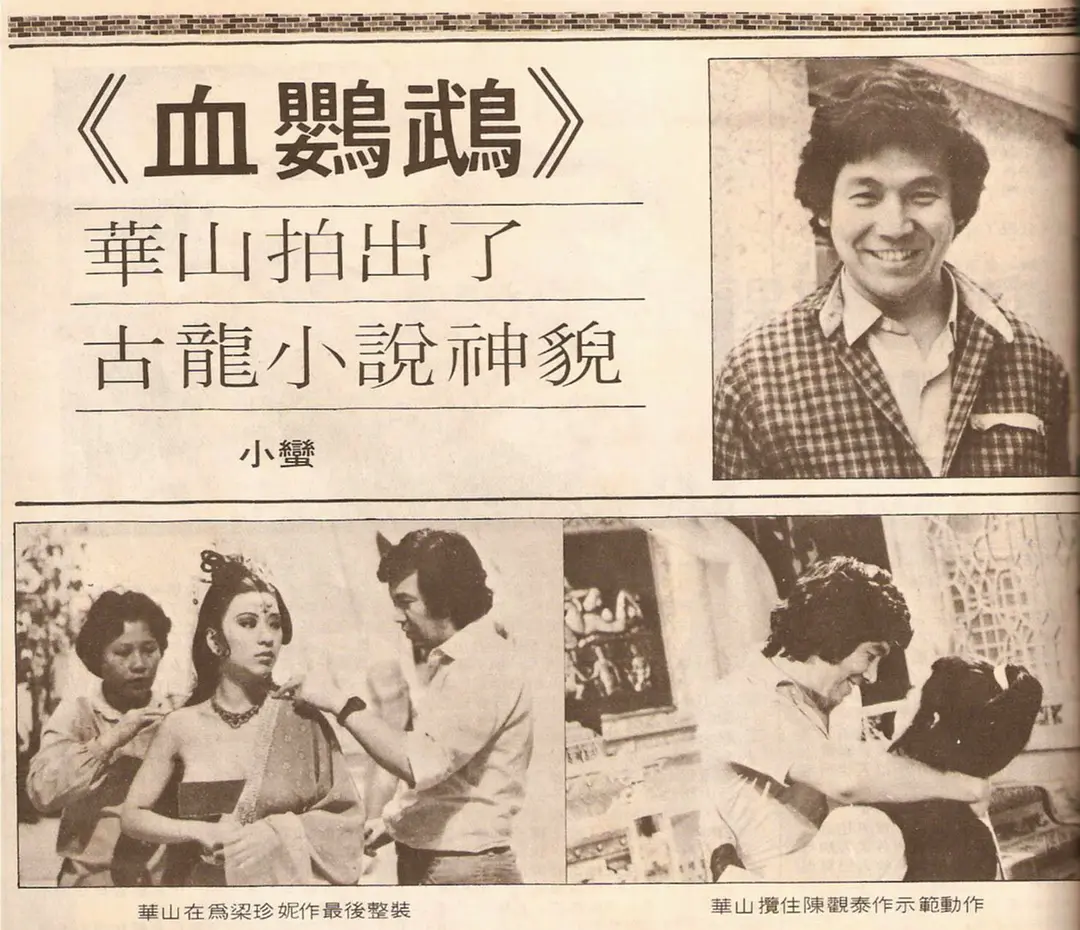 《血鸚鵡》
華山拍出了
古龍小說神貌
小蠻
華山在為梁珍妮作最後整裝
華山攬住陳觀泰作示範動作